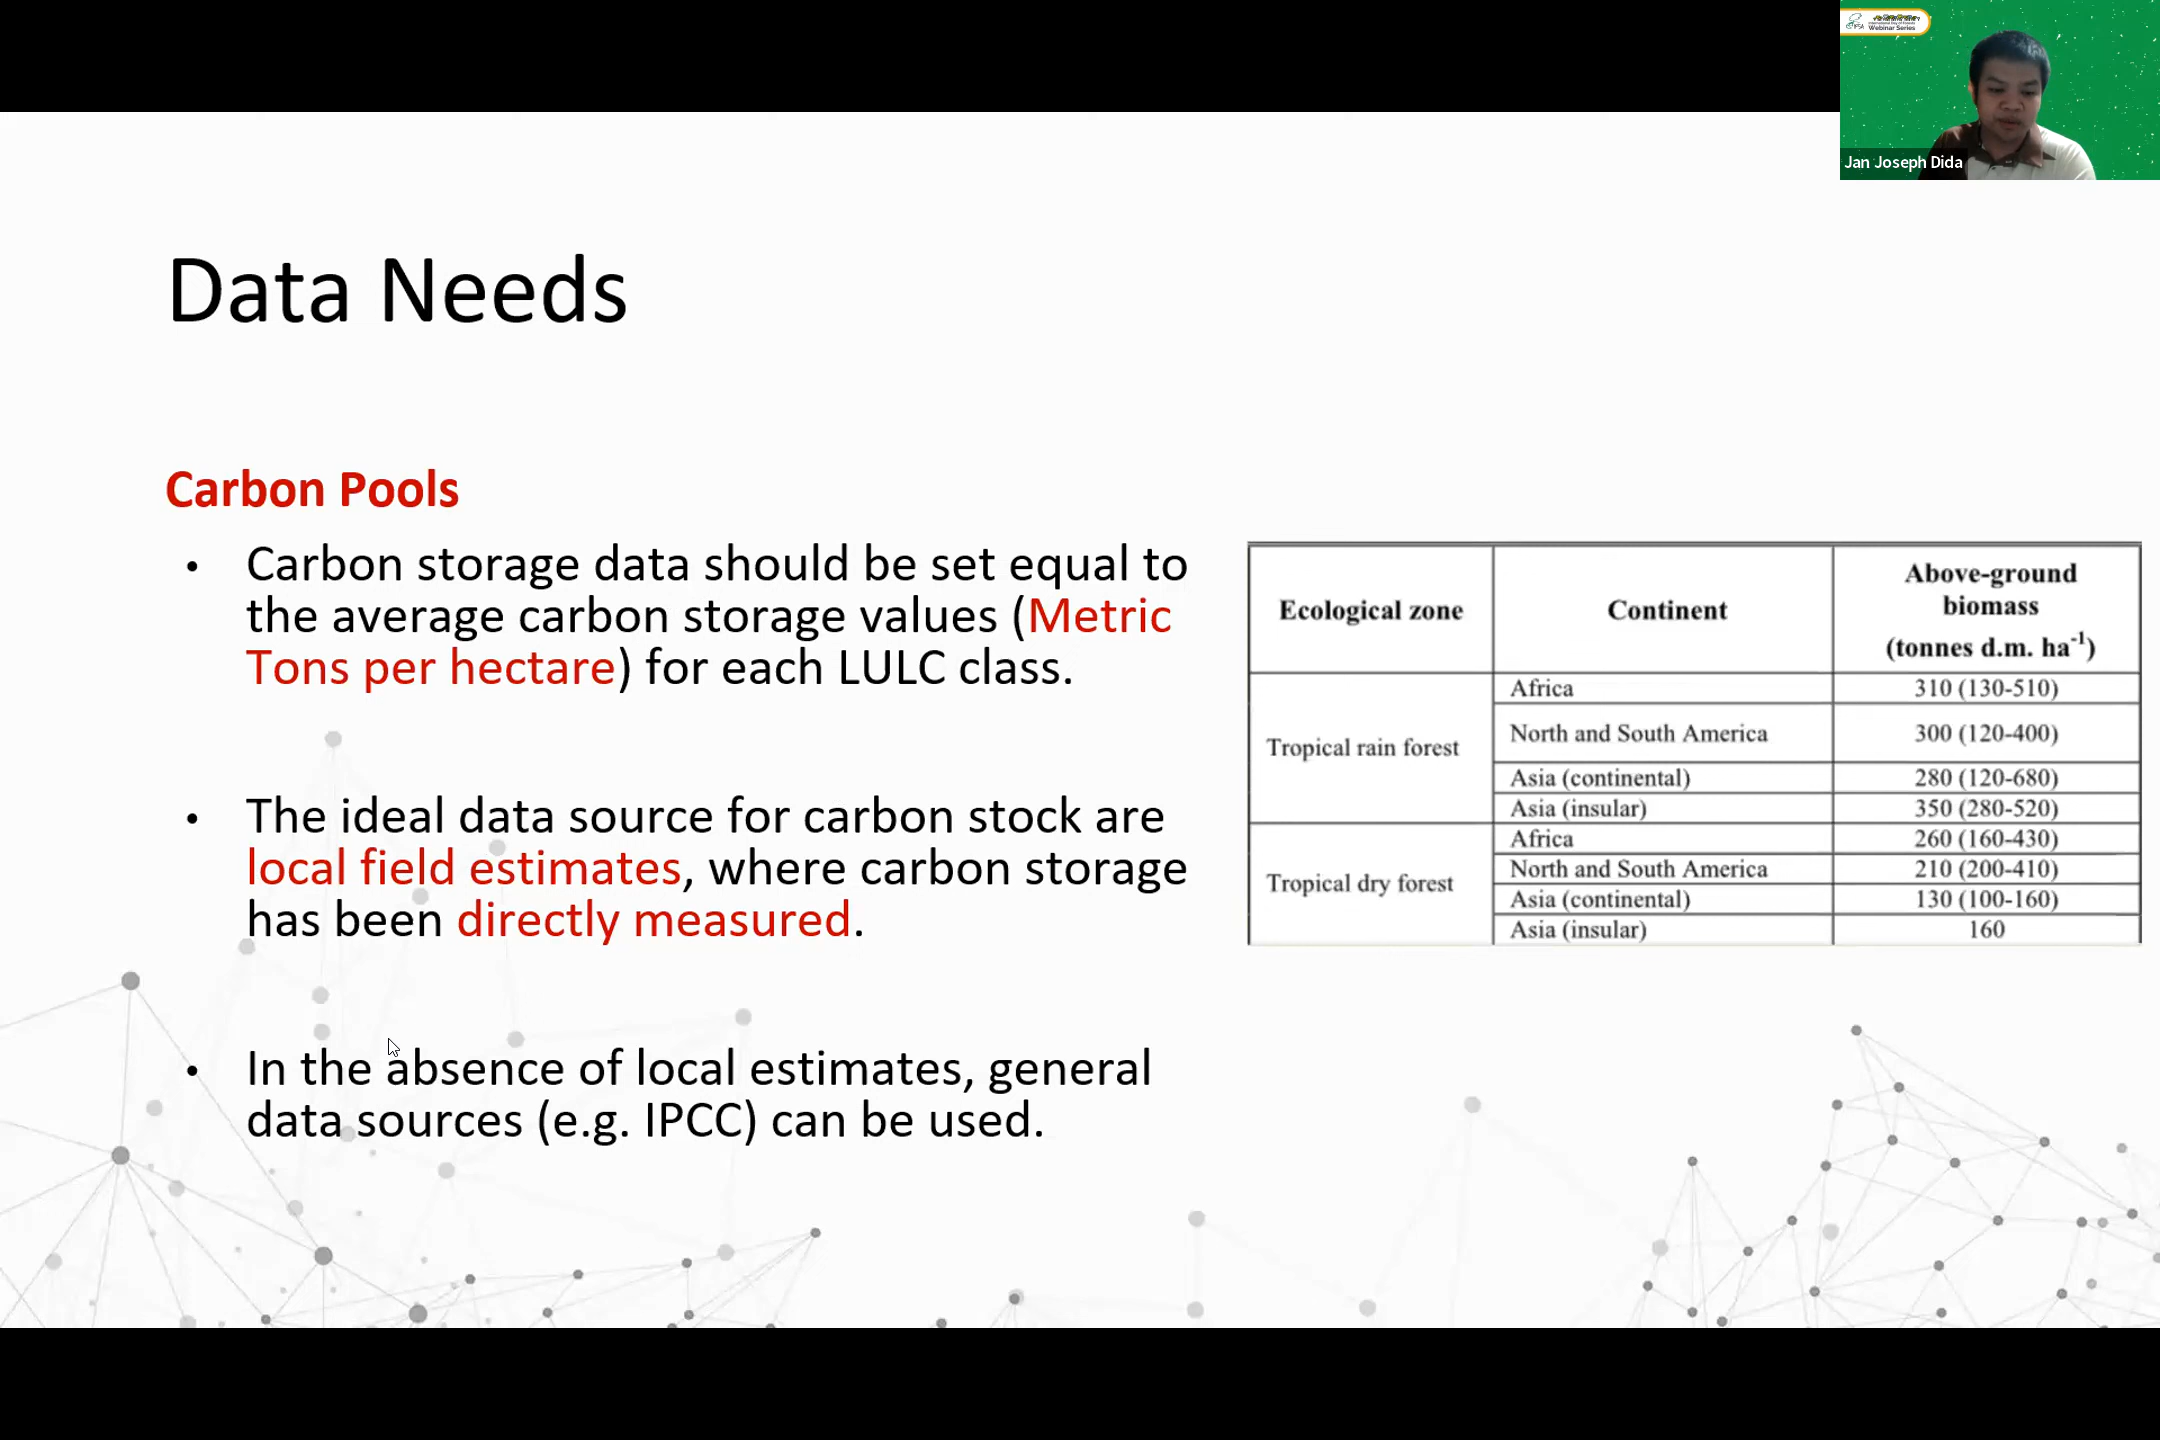 Webinar Series
Jan Joseph Dida
Data Needs
Carbon Pools
• Carbon storage data should be set equal to
the average carbon storage values (Metric
Tons per hectare) for each LULC class.
• The ideal data source for carbon stock are
local field estimates, where carbon storage
has been directly measured.
• In the absence of local estimates, general
data sources (e.g. IPCC) can be used.
Ecological zone Continent Above-ground
biomass
(tonnes d.m. ha⁻¹)
Tropical rain forest
Africa 310 (130-510)
North and South America 300 (120-400)
Asia (continental) 280 (120-680)
Asia (insular) 350 (280-520)
Tropical dry forest
Africa 260 (160-430)
North and South America 210 (200-410)
Asia (continental) 130 (100-160)
Asia (insular) 160